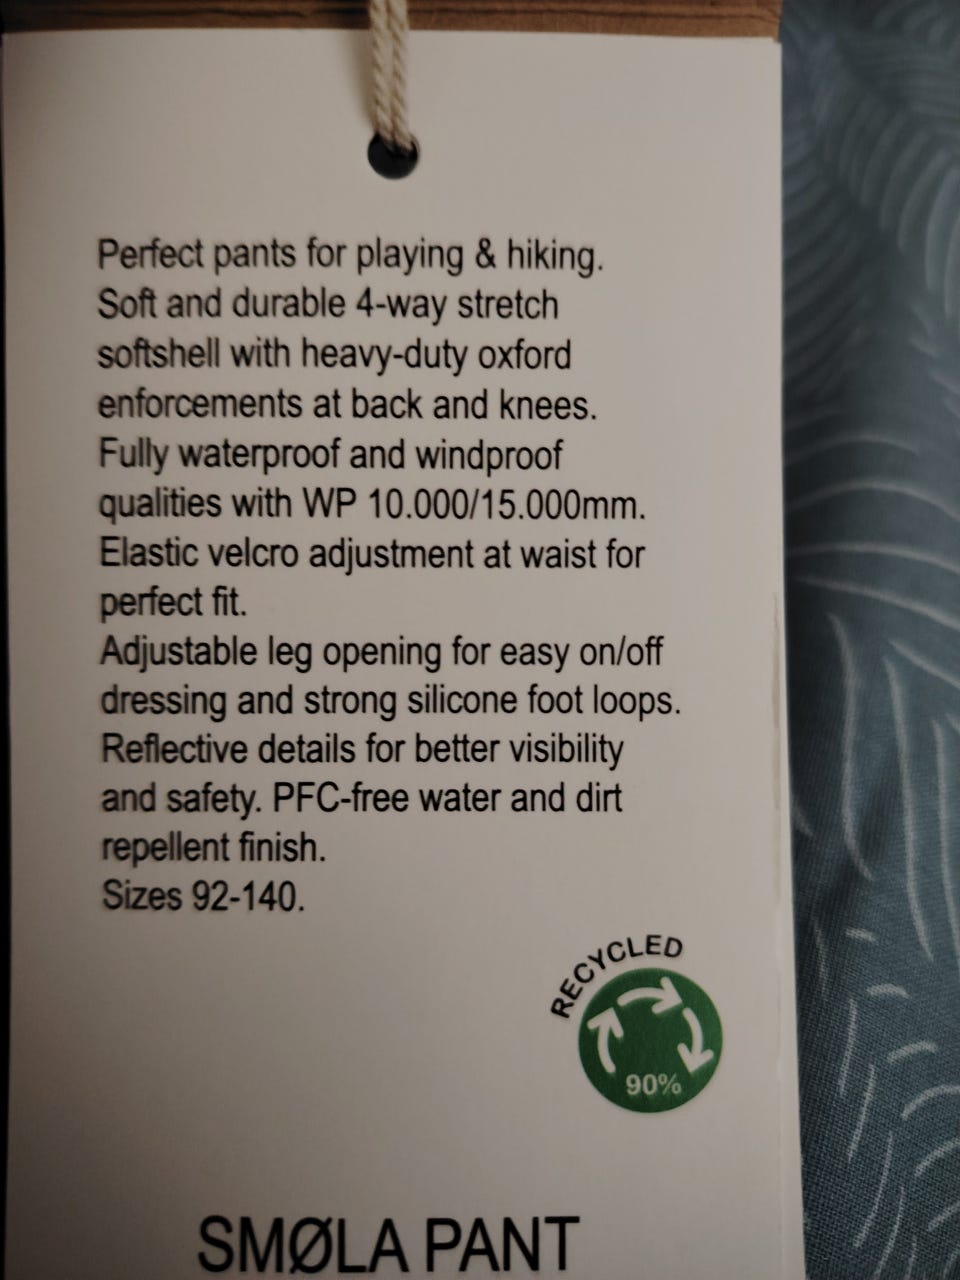 Perfect pants for playing & hiking.
Soft and durable 4-way stretch
softshell with heavy-duty oxford
enforcements at back and knees.
Fully waterproof and windproof
qualities with WP 10.000/15.000mm.
Elastic velcro adjustment at waist for
perfect fit.
Adjustable leg opening for easy on/off
dressing and strong silicone foot loops.
Reflective details for better visibility
and safety. PFC-free water and dirt
repellent finish.
Sizes 92-140.
RECYCLED
90%
SMØLA PANT